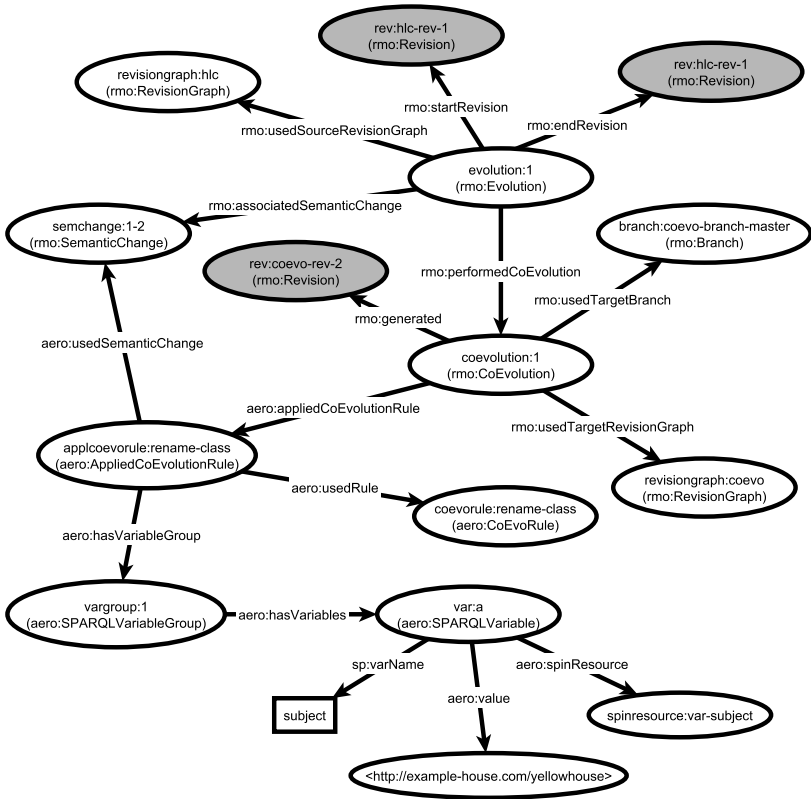 rev:hlc-rev-1
(rmo:Revision)
rev:hlc-rev-1
(rmo:Revision)
revisiongraph:hlc
(rmo:RevisionGraph)
rmo:startRevision
rmo:endRevision
rmo:usedSourceRevisionGraph
evolution:1
(rmo:Evolution)
rmo:associatedSemanticChange
semchange:1-2
(rmo:SemanticChange)
branch:coevo-branch-master
(rmo:Branch)
rev:coevo-rev-2
(rmo:Revision)
rmo:performedCoEvolution
rmo:usedTargetBranch
rmo:generated
aero:usedSemanticChange
coevolution:1
(rmo:CoEvolution)
aero:appliedCoEvolutionRule
rmo:usedTargetRevisionGraph
applcoevorule:rename-class
(aero:AppliedCoEvolutionRule)
revisiongraph:coevo
(rmo:RevisionGraph)
aero:usedRule
coevorule:rename-class
(aero:CoEvoRule)
aero:hasVariableGroup
vargroup:1
(aero:SPARQLVariableGroup)
aero:hasVariables
var:a
(aero:SPARQLVariable)
sp:varName
aero:spinResource
aero:value
subject
spinresource:var-subject
<http://example-house.com/yellowhouse>